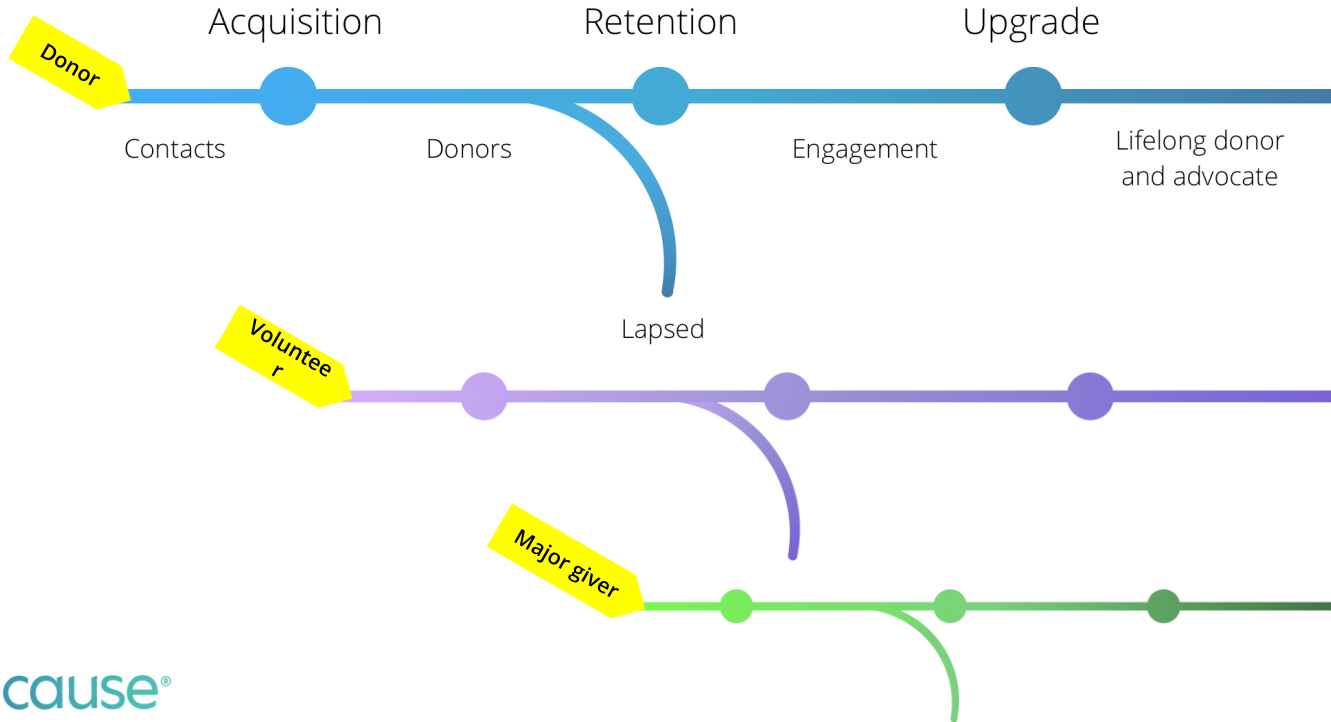 Acquisition
Retention
Upgrade
Donor
Contacts
Donors
Engagement
Lifelong donor
and advocate
Lapsed
Voluntee
r
Major giver
cause®